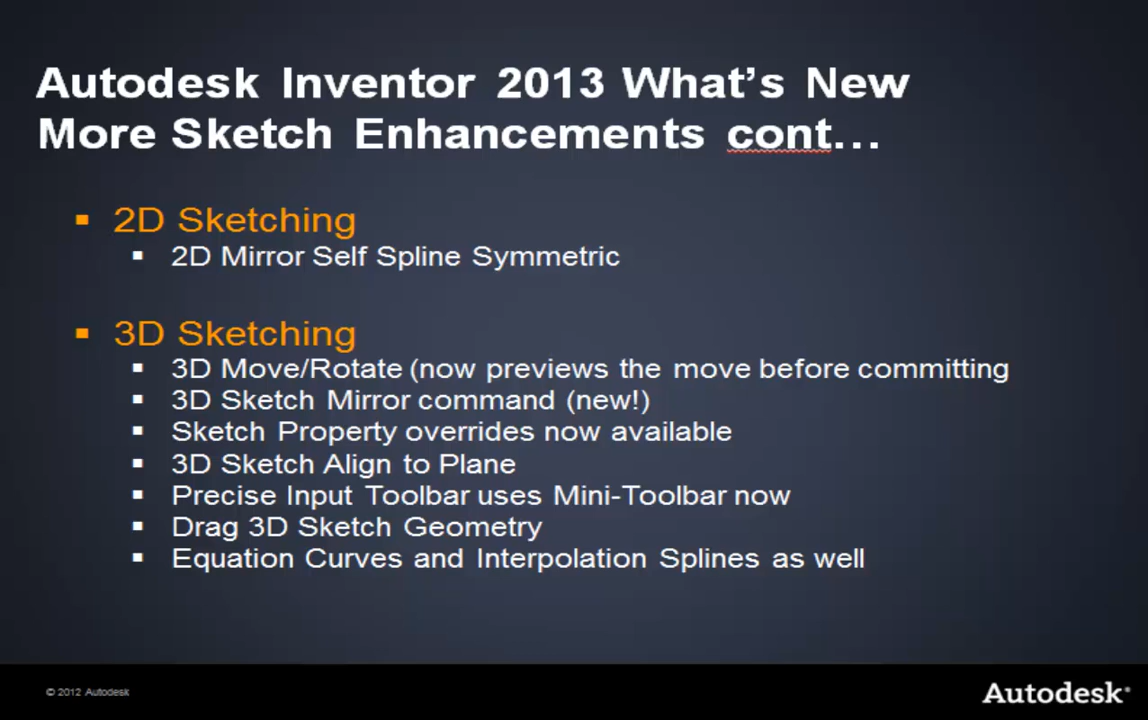 Autodesk Inventor 2013 What's New
More Sketch Enhancements cont...
▪ 2D Sketching
▪ 2D Mirror Self Spline Symmetric
▪ 3D Sketching
▪ 3D Move/Rotate (now previews the move before committing
▪ 3D Sketch Mirror command (new!)
▪ Sketch Property overrides now available
▪ 3D Sketch Align to Plane
▪ Precise Input Toolbar uses Mini-Toolbar now
▪ Drag 3D Sketch Geometry
▪ Equation Curves and Interpolation Splines as well
© 2012 Autodesk
Autodesk®